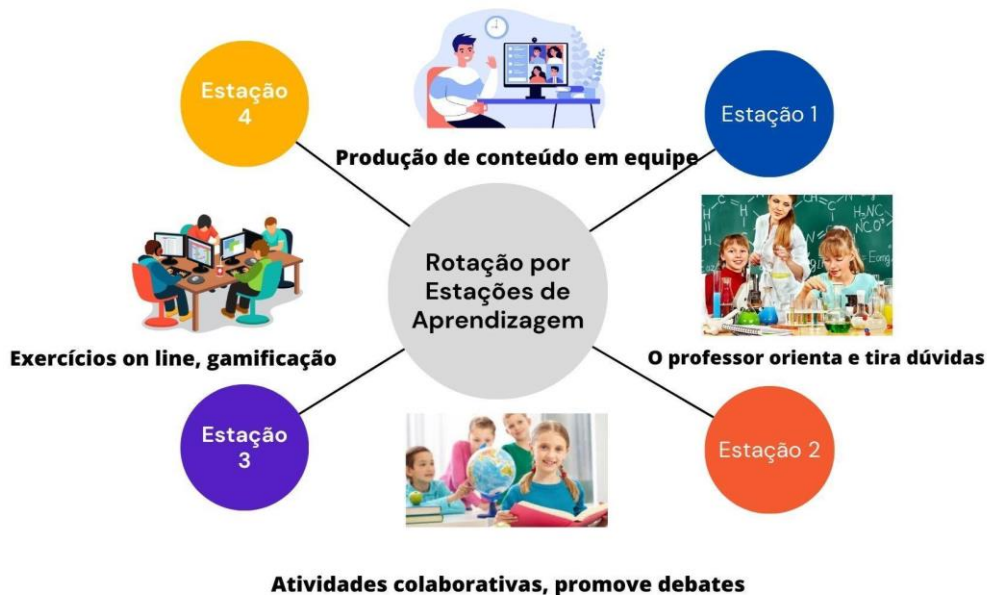 Estação
4
Produção de conteúdo em equipe
Estação 1
Rotação por
Estações de
Aprendizagem
Exercícios on line, gamificação
O professor orienta e tira dúvidas
Estação
3
Estação 2
Atividades colaborativas, promove debates